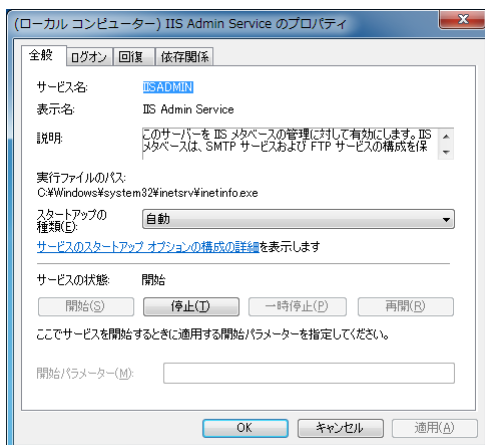 (ローカル コンピューター) IIS Admin Service のプロパティ
全般 ログオン 回復 依存関係
サービス名: IISADMIN
表示名: IIS Admin Service
説明: このサーバーを IIS メタベースの管理に対して有効にします。IIS
メタベースは、SMTP サービスおよび FTP サービスの構成を保
実行ファイルのパス:
C:¥Windows¥system32¥inetsrv¥inetinfo.exe
スタートアップの
種類(E): 自動
サービスのスタートアップ オプションの構成の詳細を表示します
サービスの状態: 開始
開始(S) 停止(T) 一時停止(P) 再開(R)
ここでサービスを開始するときに適用する開始パラメーターを指定してください。
開始パラメーター(M):
OK キャンセル 適用(A)